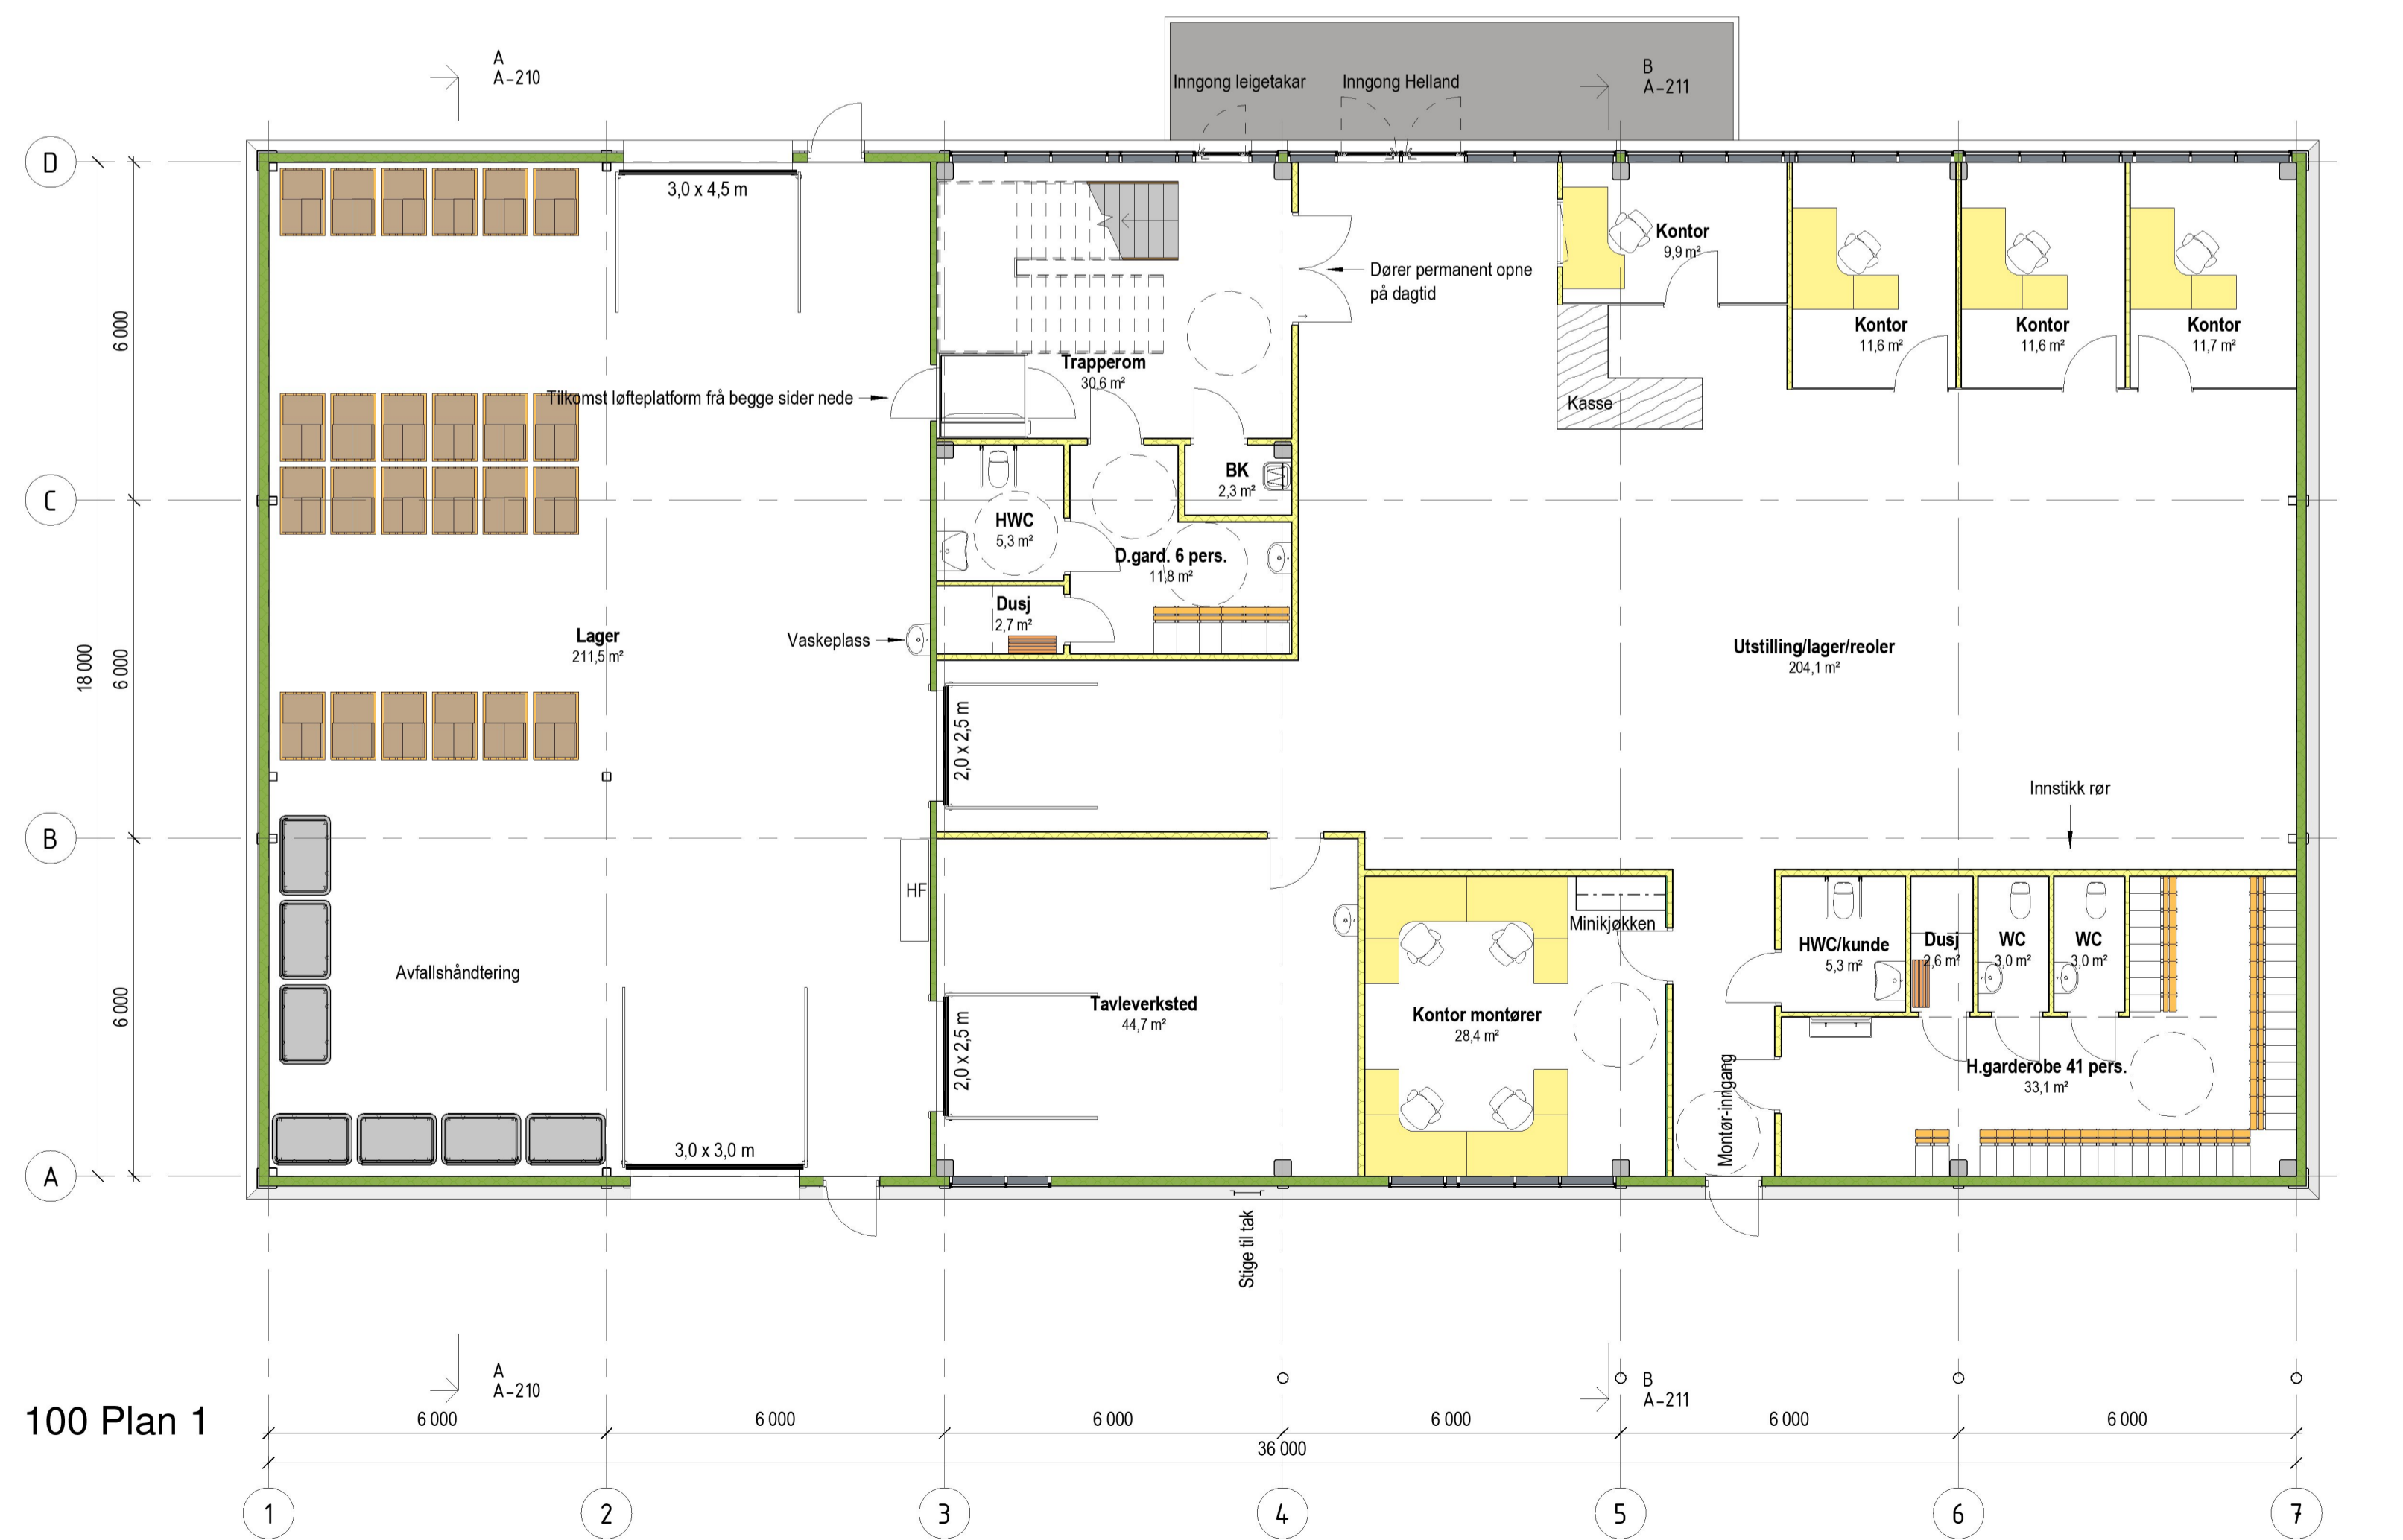 A
A-210
B
A-211
Inngong leigetakar
Inngong Helland
D
3,0 x 4,5 m
Kontor
9,9 m²
Dører permanent opne
på dagtid
Kontor
11,6 m²
Kontor
11,6 m²
Kontor
11,7 m²
6 000
Trapperom
30,6 m²
Tilkomst løfteplatform frå begge sider nede
Kasse
C
BK
2,3 m²
HWC
5,3 m²
D.gard. 6 pers.
11,8 m²
Dusj
2,7 m²
Vaskeplass
Lager
211,5 m²
18 000
6 000
Utstilling/lager/reoler
204,1 m²
2,0 x 2,5 m
Innstikk rør
B
HF
Minikjøkken
HWC/kunde
5,3 m²
Dusj
2,6 m²
WC
3,0 m²
WC
3,0 m²
Avfallshåndtering
6 000
Tavleverksted
44,7 m²
Kontor montører
28,4 m²
2,0 x 2,5 m
Montør-inngang
H.garderobe 41 pers.
33,1 m²
3,0 x 3,0 m
A
Stige til tak
A
A-210
B
A-211
100 Plan 1
6 000
6 000
6 000
6 000
6 000
6 000
36 000
1
2
3
4
5
6
7